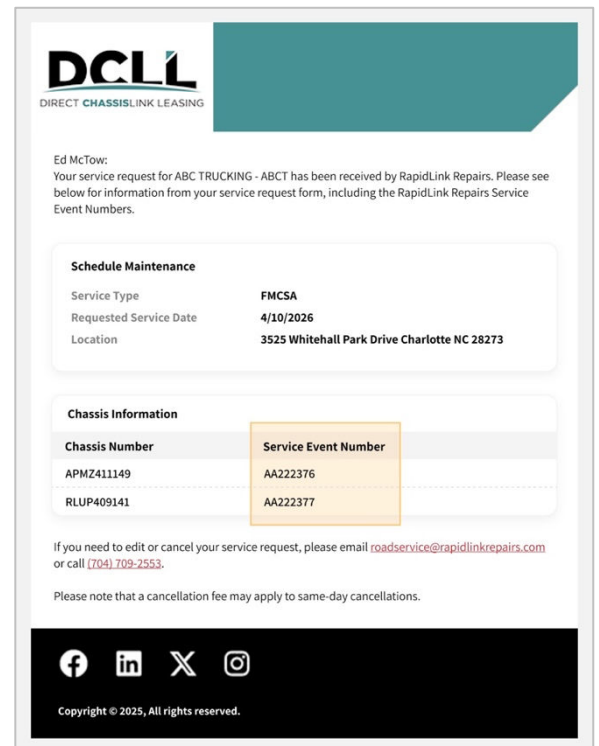 DCLL
DIRECT CHASSISLINK LEASING
Ed McTow:
Your service request for ABC TRUCKING - ABCT has been received by RapidLink Repairs. Please see
below for information from your service request form, including the RapidLink Repairs Service
Event Numbers.
Schedule Maintenance
Service Type FMCSA
Requested Service Date 4/10/2026
Location 3525 Whitehall Park Drive Charlotte NC 28273
Chassis Information
Chassis Number Service Event Number
APMZ411149 AA222376
RLUP409141 AA222377
If you need to edit or cancel your service request, please email roadservice@rapidlinkrepairs.com
or call (704) 709-2553.
Please note that a cancellation fee may apply to same-day cancellations.
Copyright © 2025, All rights reserved.